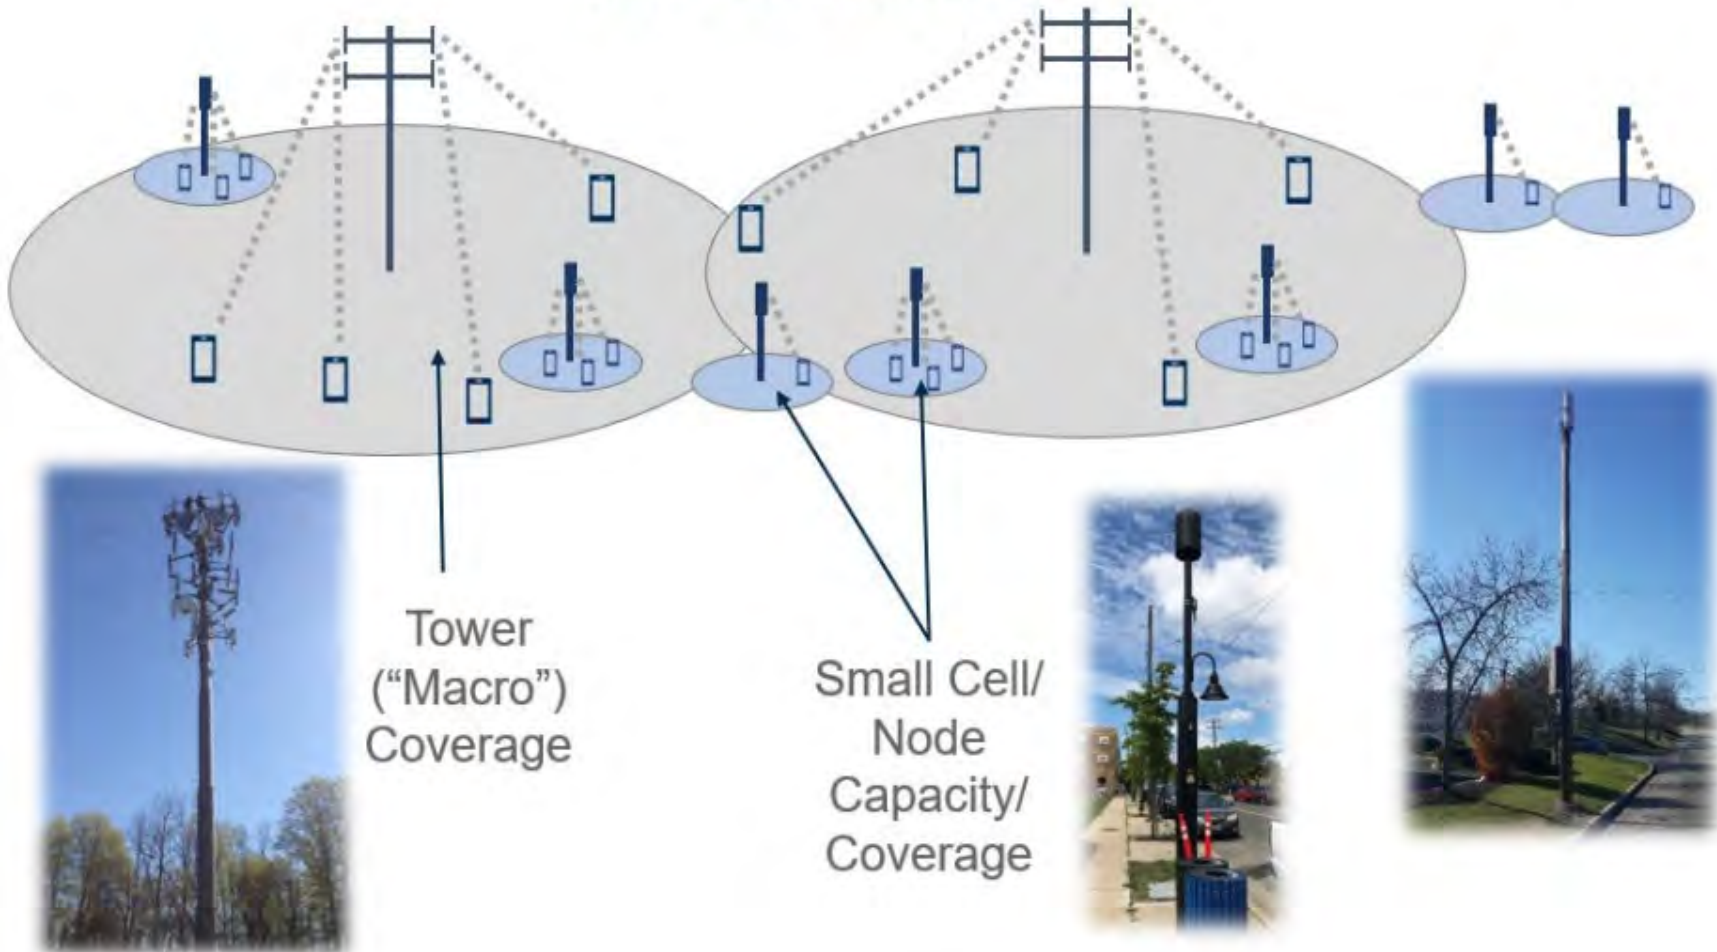 Tower
(“Macro”)
Coverage
Small Cell/
Node
Capacity/
Coverage